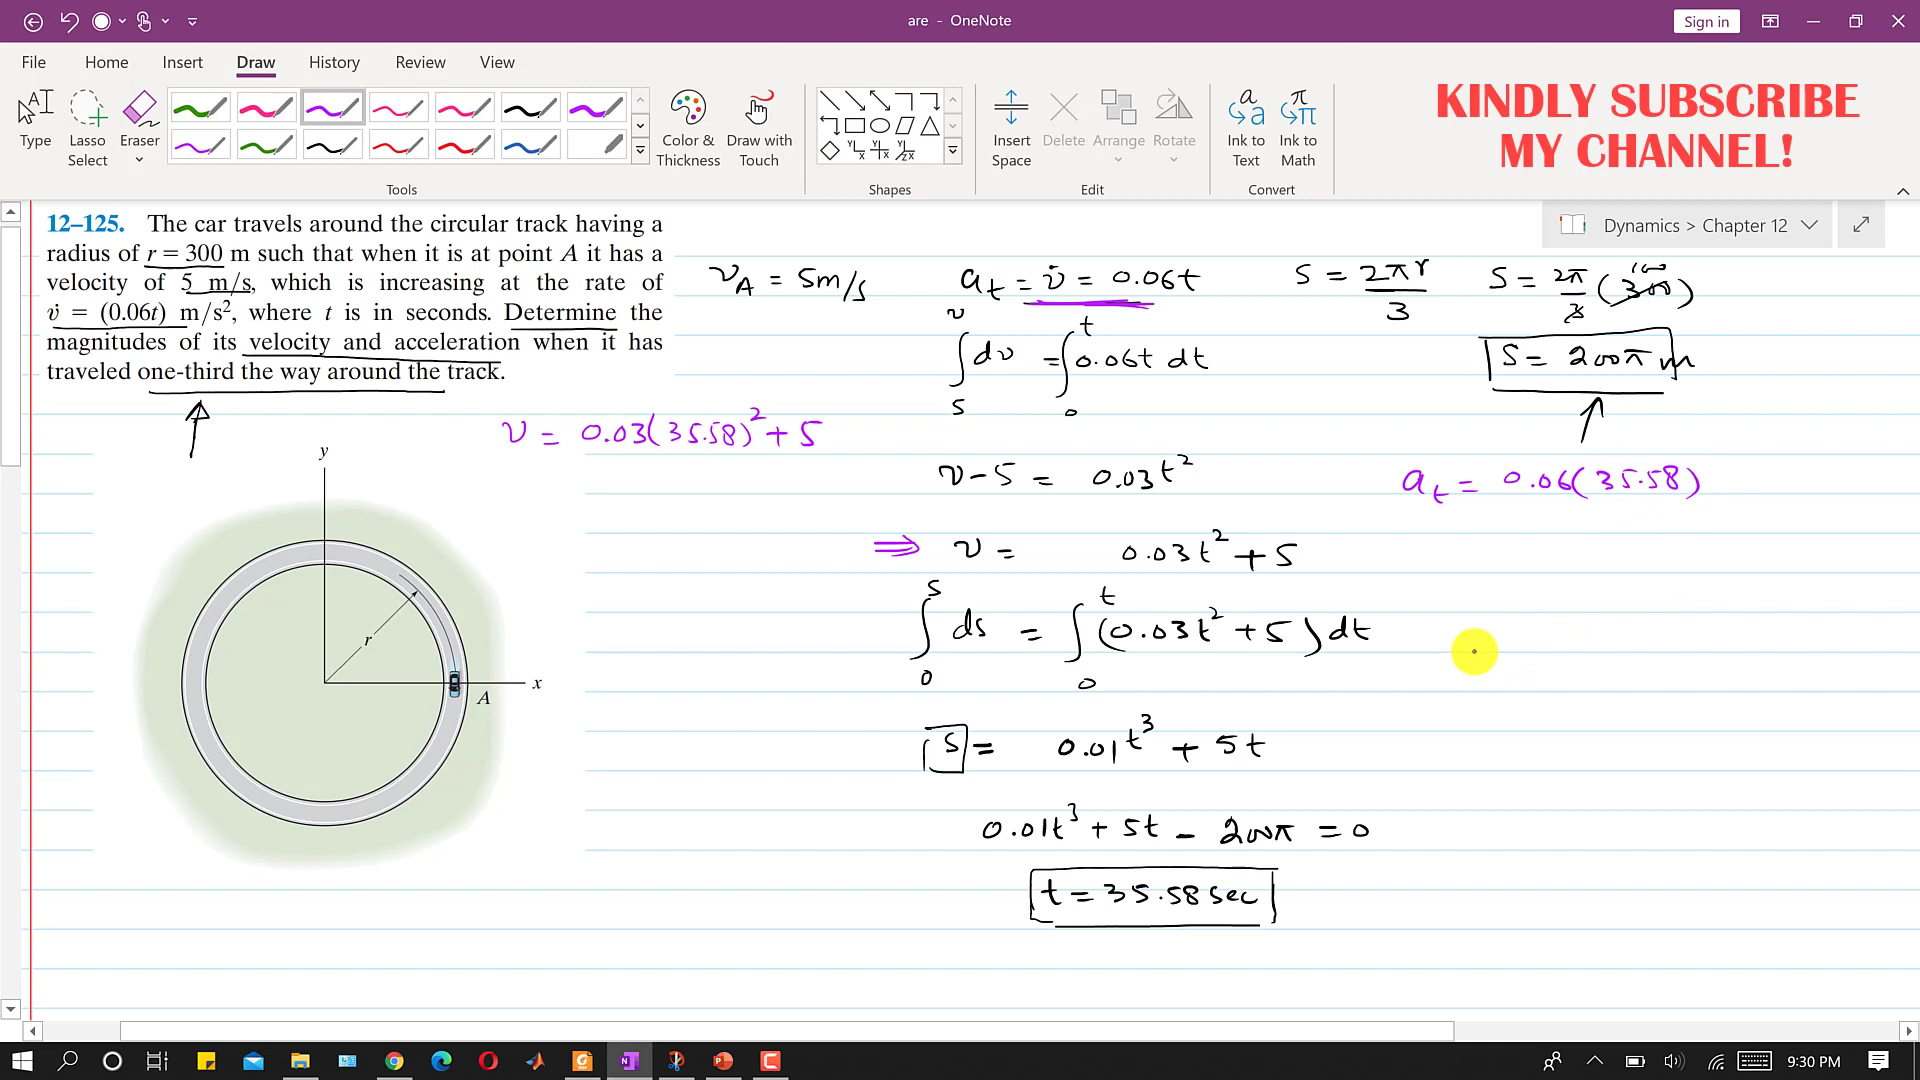 are - OneNote
Sign in
File Home Insert Draw History Review View
Type
Lasso Select
Eraser
Color & Thickness
Draw with Touch
Insert Space
Delete
Arrange
Rotate
Ink to Text
Ink to Math
Tools
Shapes
Edit
Convert
KINDLY SUBSCRIBE
MY CHANNEL!
Dynamics > Chapter 12
12–125. The car travels around the circular track having a
radius of r = 300 m such that when it is at point A it has a
velocity of 5 m/s, which is increasing at the rate of
v̇ = (0.06t) m/s², where t is in seconds. Determine the
magnitudes of its velocity and acceleration when it has
traveled one-third the way around the track.
y
r
x
A
v = 0.03(35.58)² + 5
v_A = 5m/s
a_t = v̇ = 0.06t
∫₅ᵛ dv = ∫₀ᵗ 0.06t dt
v - 5 = 0.03t²
⇒ v = 0.03t² + 5
∫₀ˢ ds = ∫₀ᵗ (0.03t² + 5) dt
S = 0.01t³ + 5t
0.01t³ + 5t - 200π = 0
t = 35.58 sec
S = 2πr/3
S = 2π/3 (300) 100
S = 200π m
a_t = 0.06(35.58)
9:30 PM